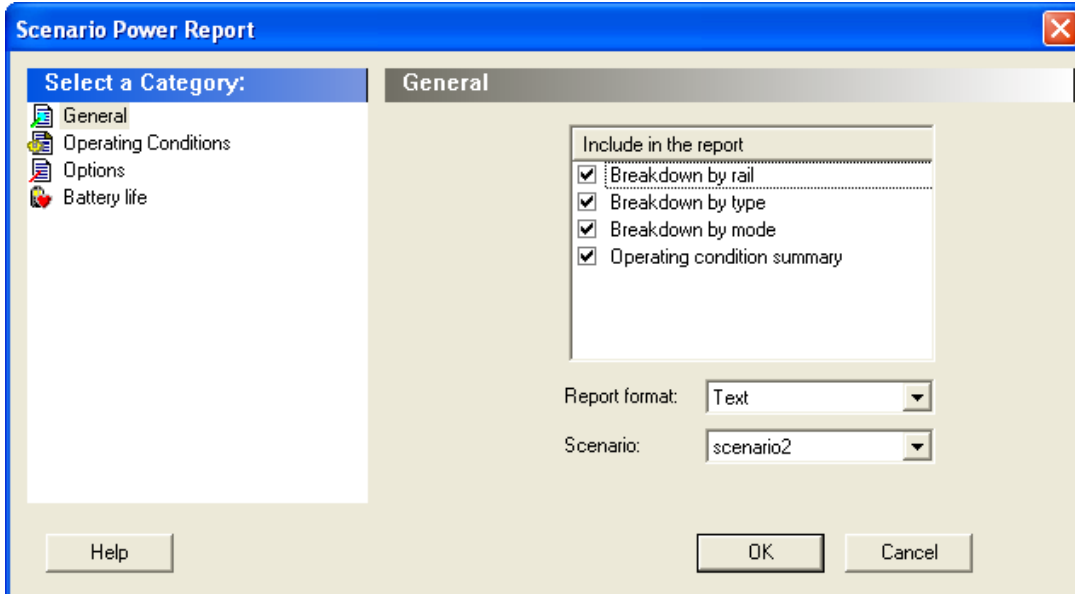 Scenario Power Report
Select a Category:
General
Operating Conditions
Options
Battery life
General
Include in the report
Breakdown by rail
Breakdown by type
Breakdown by mode
Operating condition summary
Report format: Text
Scenario: scenario2
Help
OK
Cancel